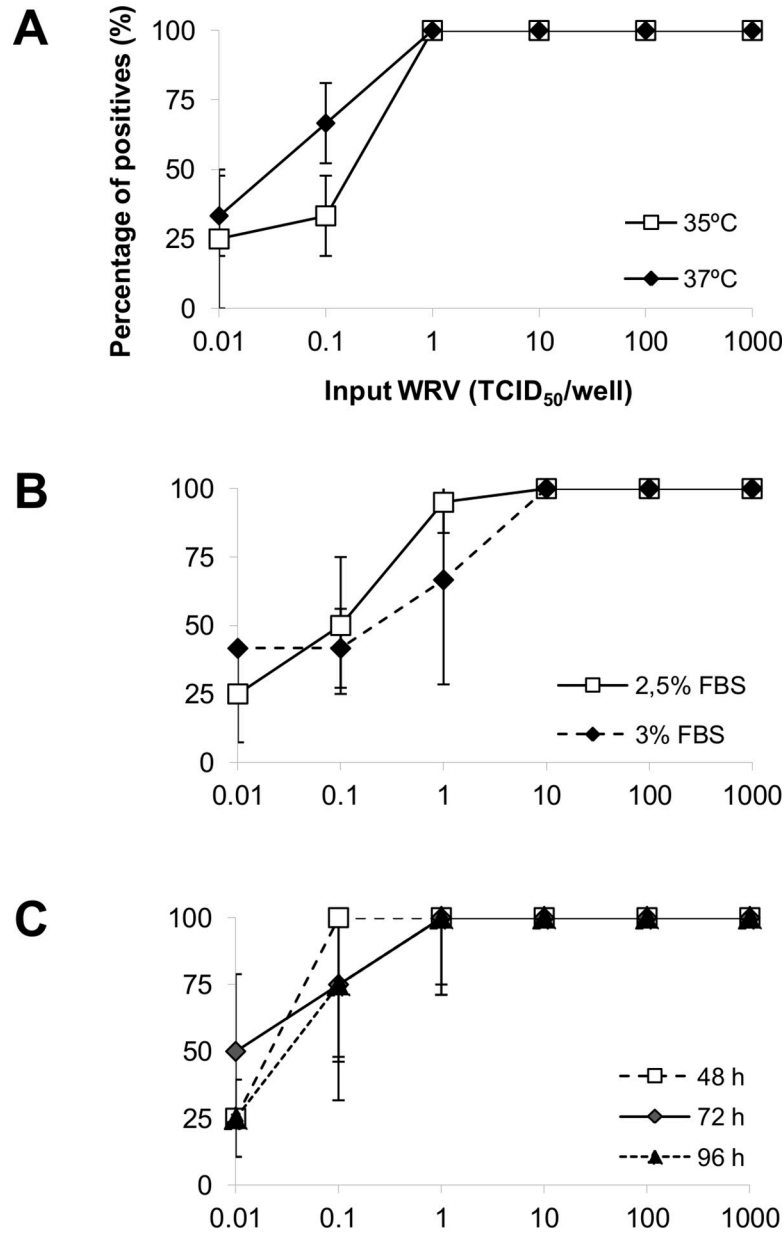 A
Percentage of positives (%)
100
75
50
25
0
0.01 0.1 1 10 100 1000
35ºC
37ºC
Input WRV (TCID₅₀/well)
B
100
75
50
25
0
0.01 0.1 1 10 100 1000
2,5% FBS
3% FBS
C
100
75
50
25
0
0.01 0.1 1 10 100 1000
48 h
72 h
96 h